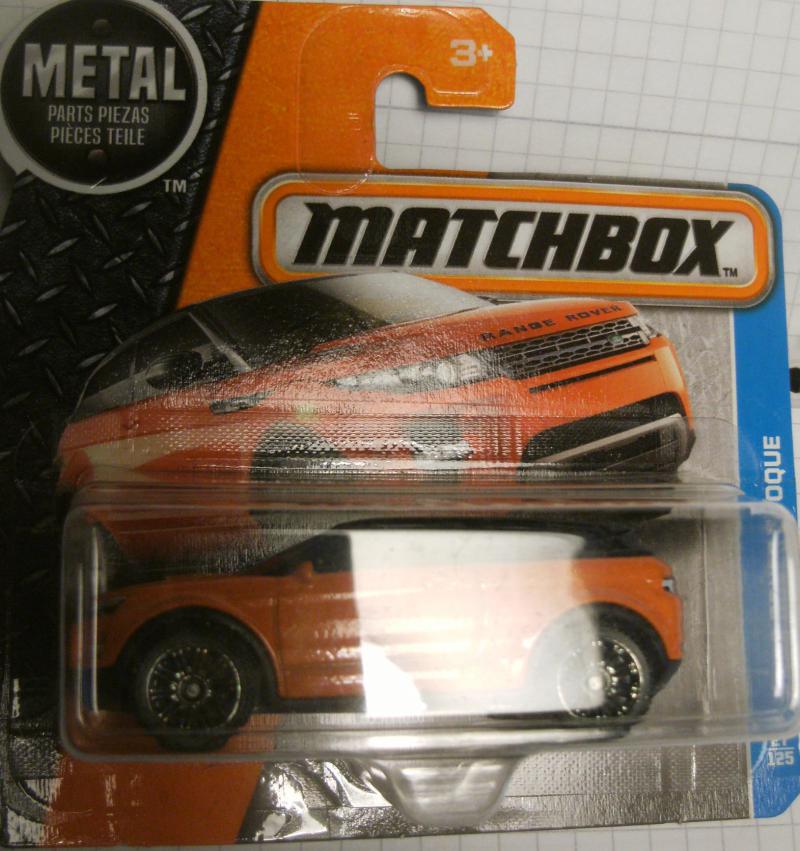 METAL
PARTS PIEZAS
PIÈCES TEILE
TM
3+
MATCHBOX
TM
RANGE ROVER
OQUE
125